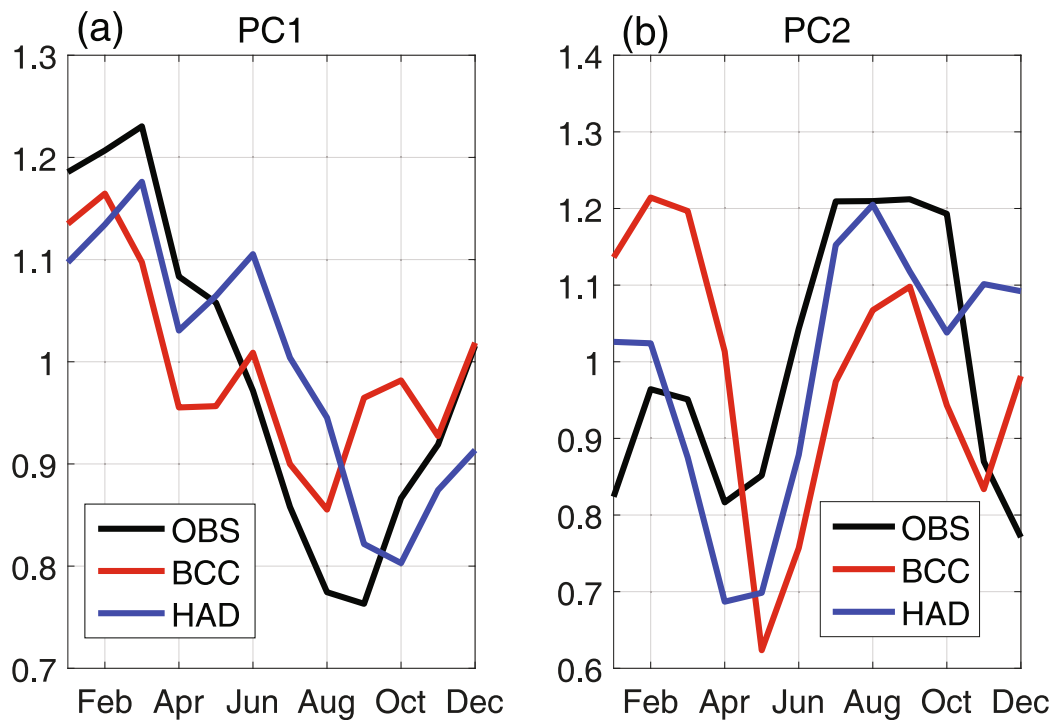 (a) PC1
1.3
1.2
1.1
1
0.9
0.8
0.7
Feb Apr Jun Aug Oct Dec
OBS
BCC
HAD
(b) PC2
1.4
1.3
1.2
1.1
1
0.9
0.8
0.7
0.6
Feb Apr Jun Aug Oct Dec
OBS
BCC
HAD